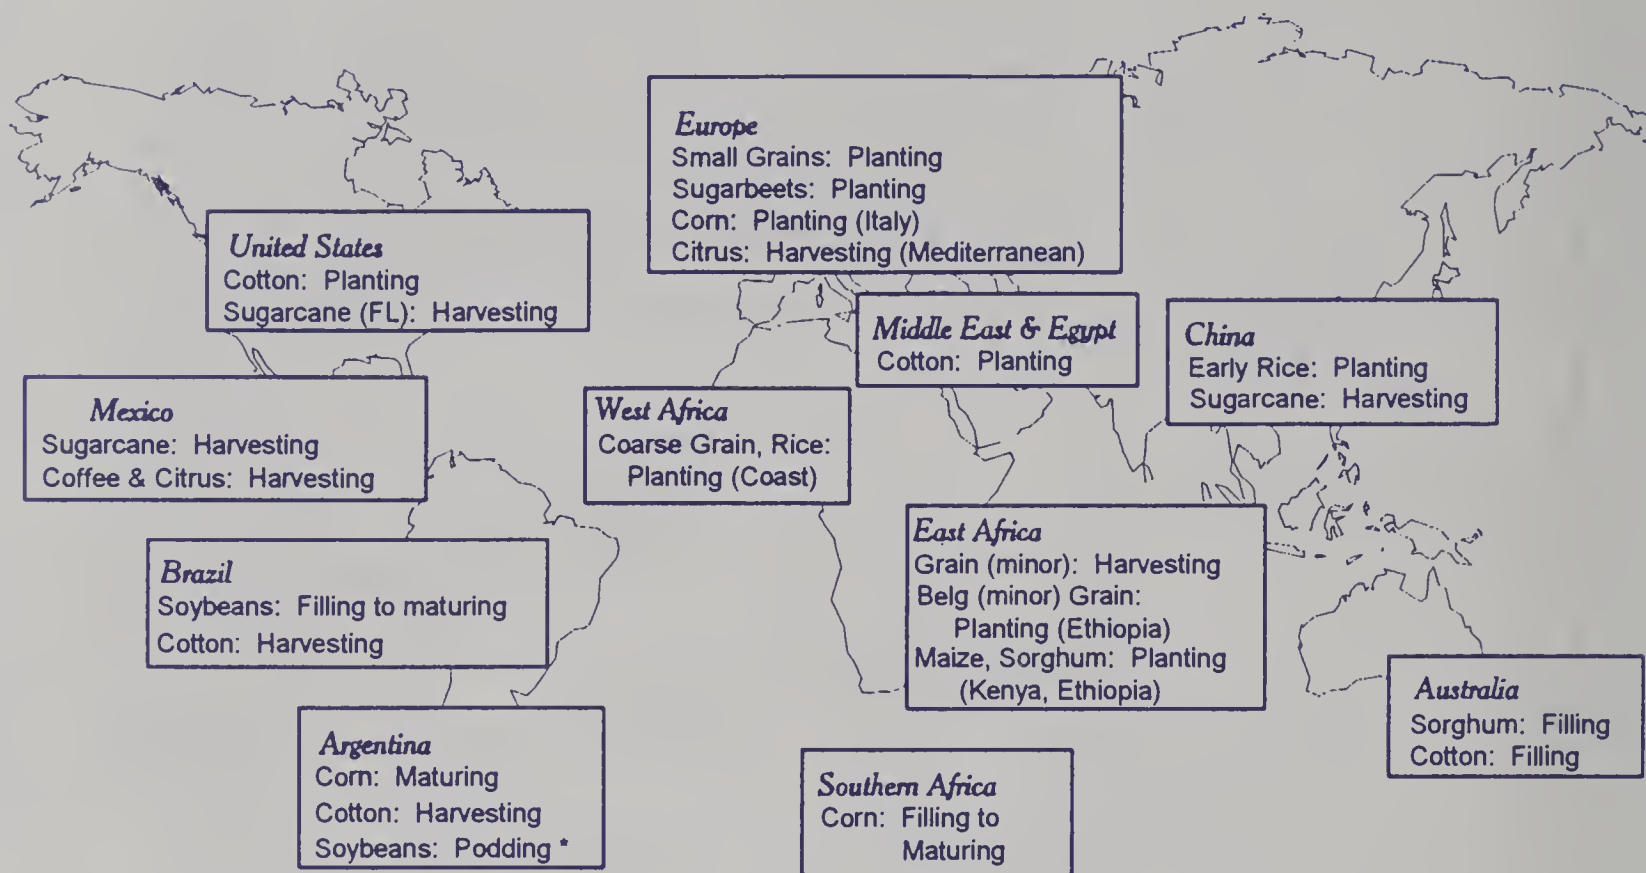 Europe
Small Grains: Planting
Sugarbeets: Planting
Corn: Planting (Italy)
Citrus: Harvesting (Mediterranean)
United States
Cotton: Planting
Sugarcane (FL): Harvesting
Middle East & Egypt
Cotton: Planting
China
Early Rice: Planting
Sugarcane: Harvesting
Mexico
Sugarcane: Harvesting
Coffee & Citrus: Harvesting
West Africa
Coarse Grain, Rice:
Planting (Coast)
East Africa
Grain (minor): Harvesting
Belg (minor) Grain:
Planting (Ethiopia)
Maize, Sorghum: Planting
(Kenya, Ethiopia)
Brazil
Soybeans: Filling to maturing
Cotton: Harvesting
Australia
Sorghum: Filling
Cotton: Filling
Argentina
Corn: Maturing
Cotton: Harvesting
Soybeans: Podding *
Southern Africa
Corn: Filling to
Maturing